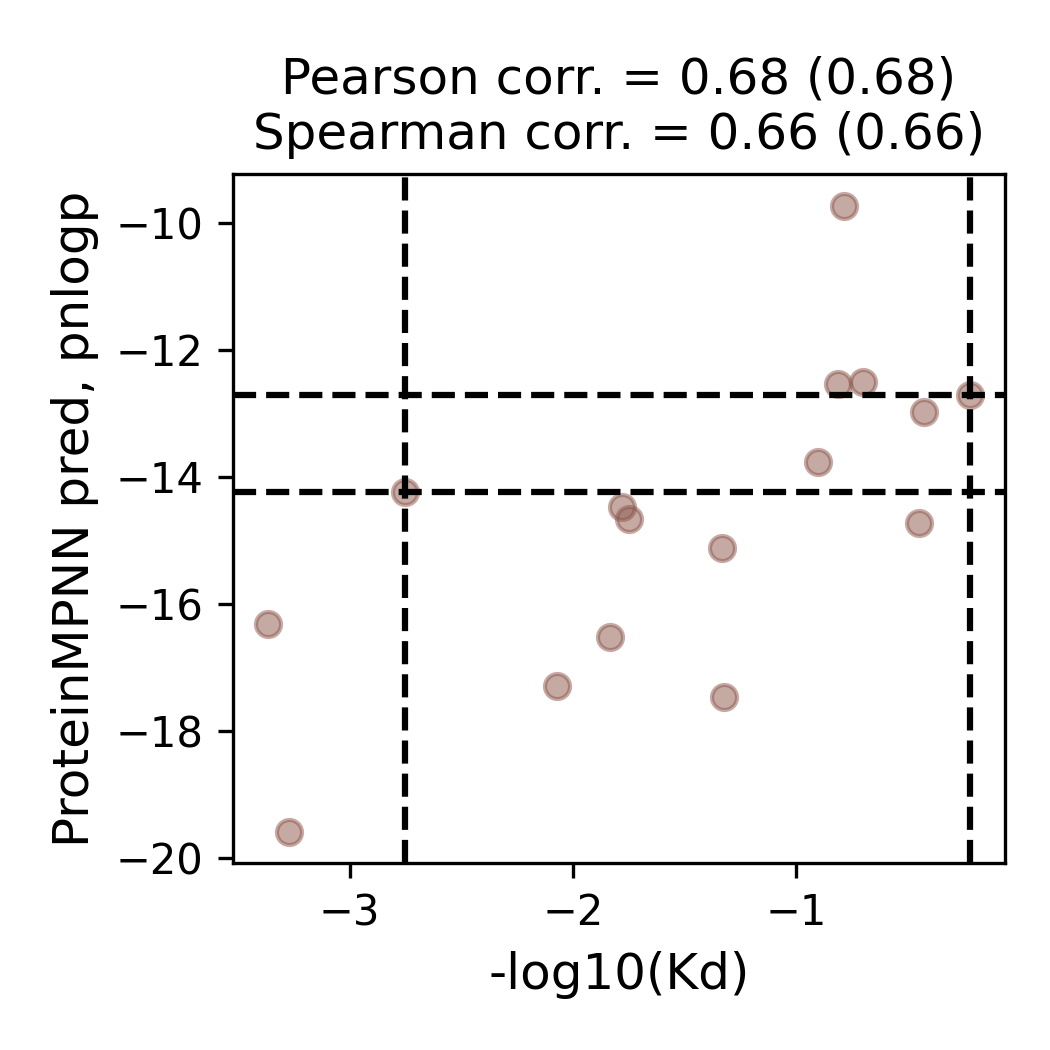 Pearson corr. = 0.68 (0.68)
Spearman corr. = 0.66 (0.66)
ProteinMPNN pred, pnlogp
−10
−12
−14
−16
−18
−20
−3
−2
−1
-log10(Kd)